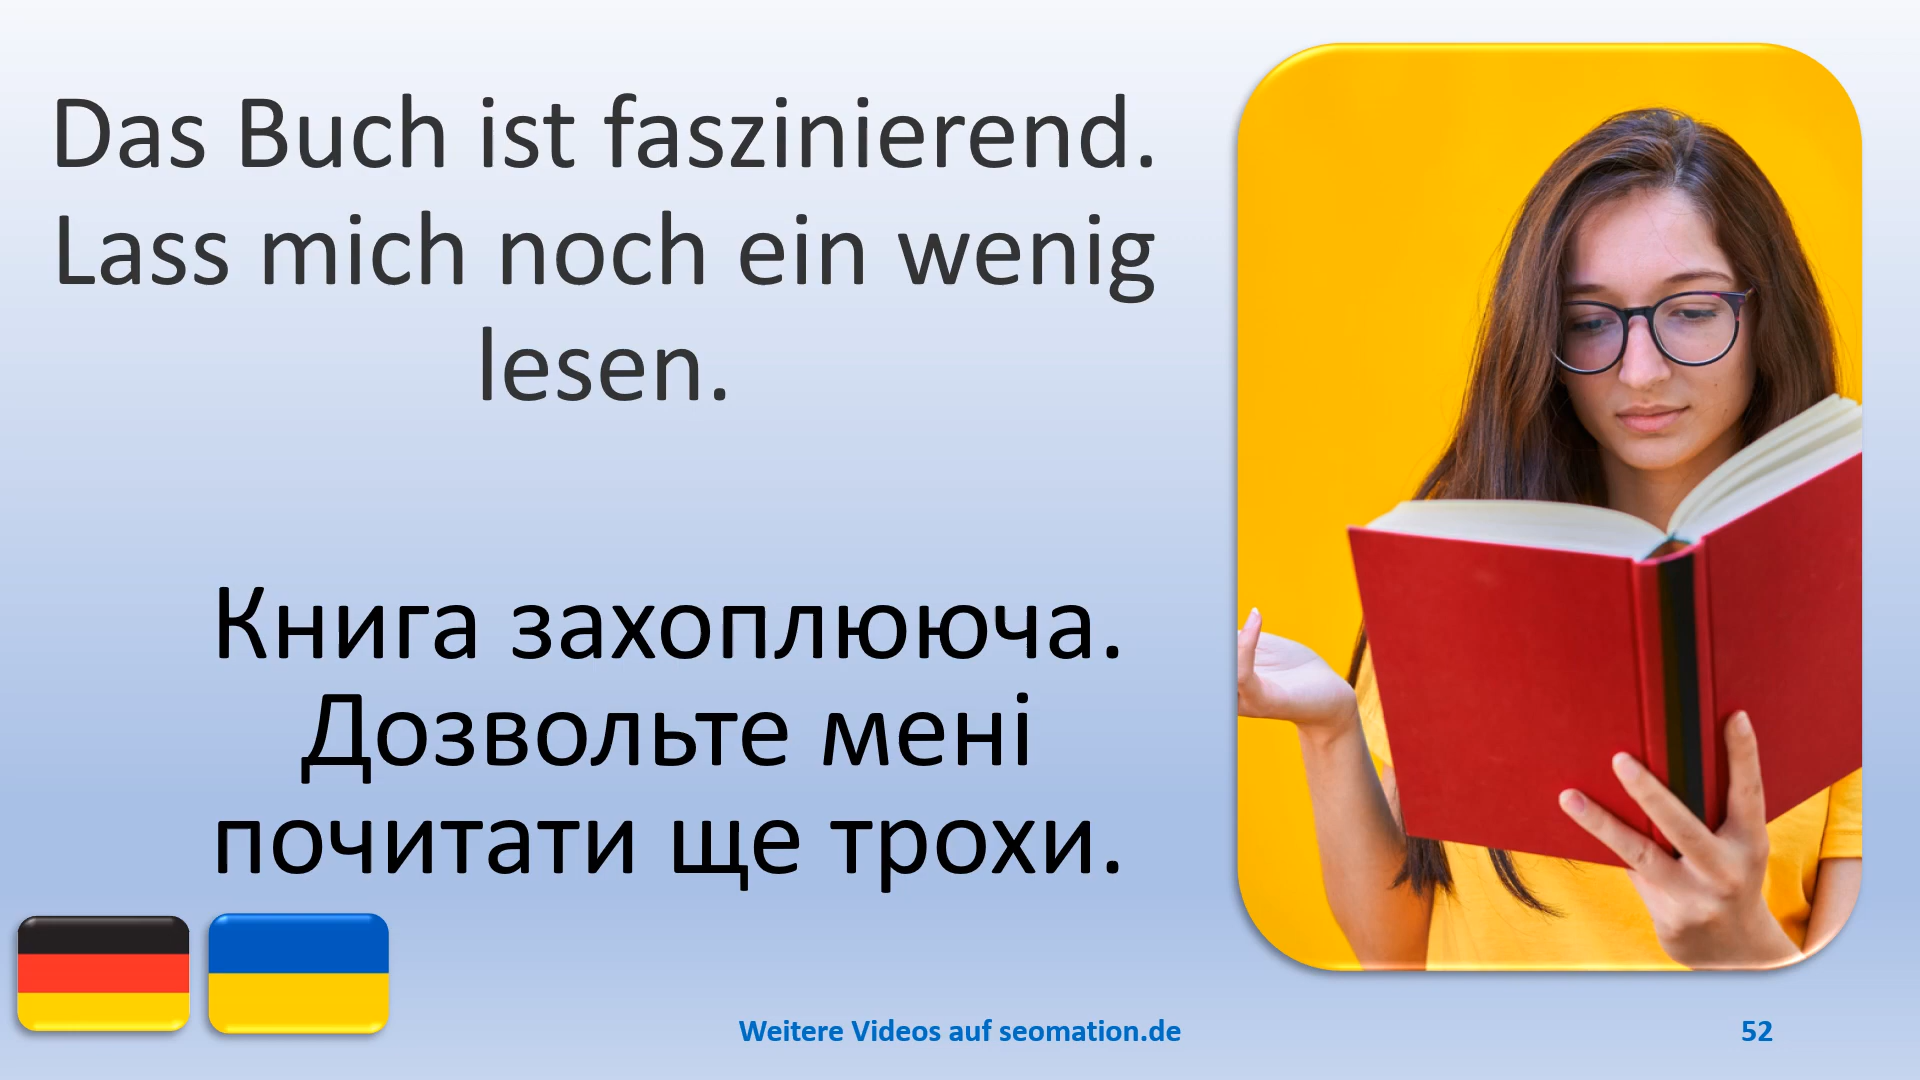 Das Buch ist faszinierend.
Lass mich noch ein wenig
lesen.
Книга захоплююча.
Дозвольте мені
почитати ще трохи.
Weitere Videos auf seomation.de
52